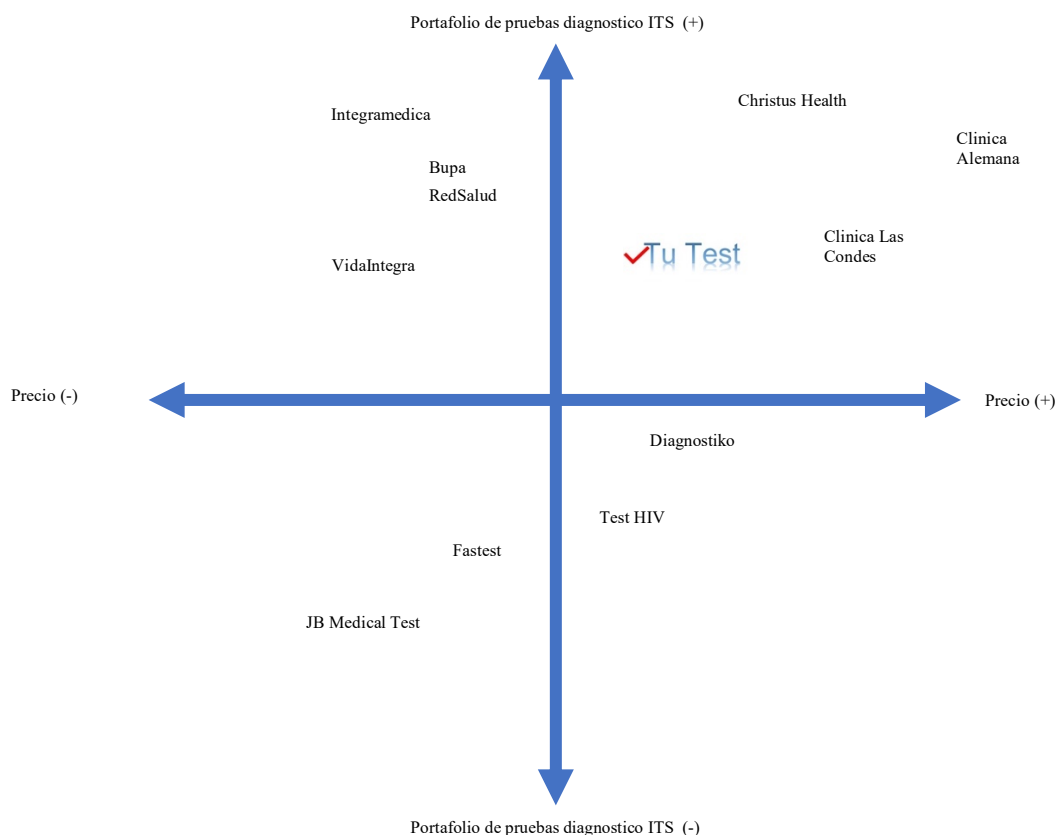 Portafolio de pruebas diagnostico ITS (+)
Christus Health
Integramedica
Clinica
Alemana
Bupa
RedSalud
Clinica Las
Condes
Tu Test
VidaIntegra
Precio (-)
Precio (+)
Diagnostiko
Test HIV
Fastest
JB Medical Test
Portafolio de pruebas diagnostico ITS (-)